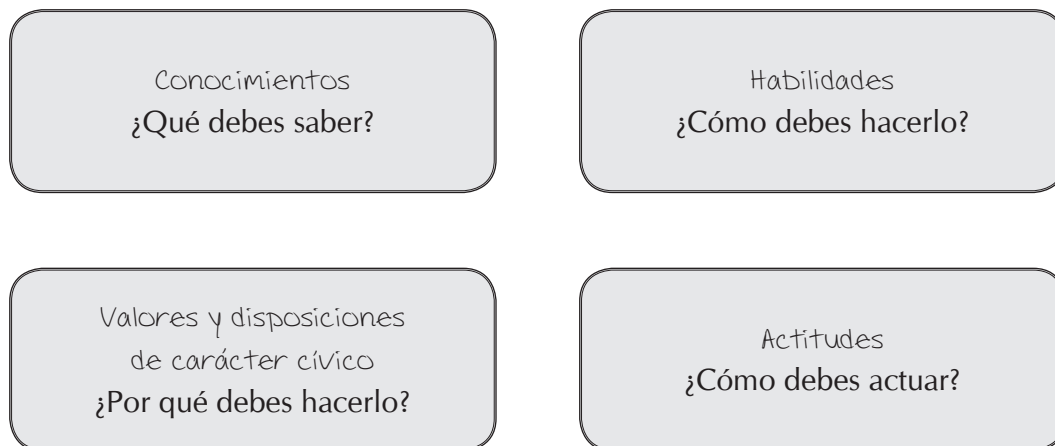 Conocimientos
¿Qué debes saber?
Habilidades
¿Cómo debes hacerlo?
Valores y disposiciones
de carácter cívico
¿Por qué debes hacerlo?
Actitudes
¿Cómo debes actuar?